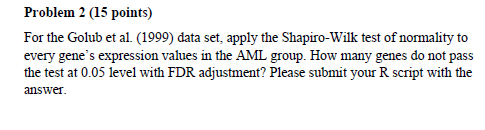 Problem 2 (15 points)
For the Golub et al. (1999) data set, apply the Shapiro-Wilk test of normality to
every gene's expression values in the AML group. How many genes do not pass
the test at 0.05 level with FDR adjustment? Please submit your R script with the
answer.